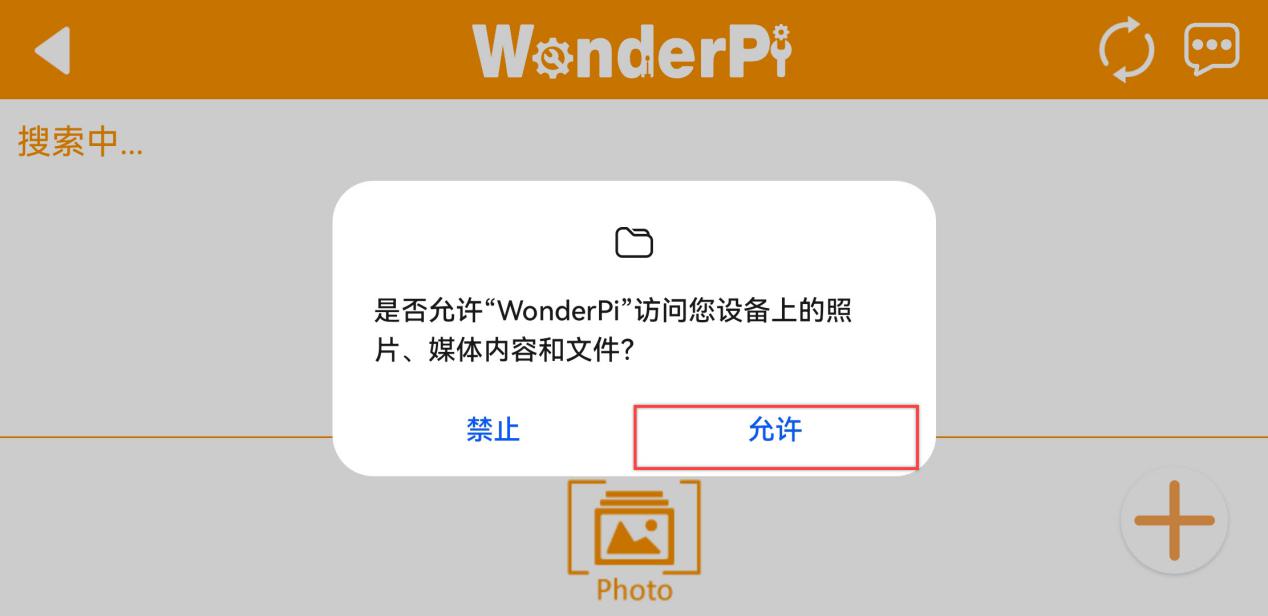 WonderPi
搜索中...
是否允许“WonderPi”访问您设备上的照
片、媒体内容和文件?
禁止
允许
Photo